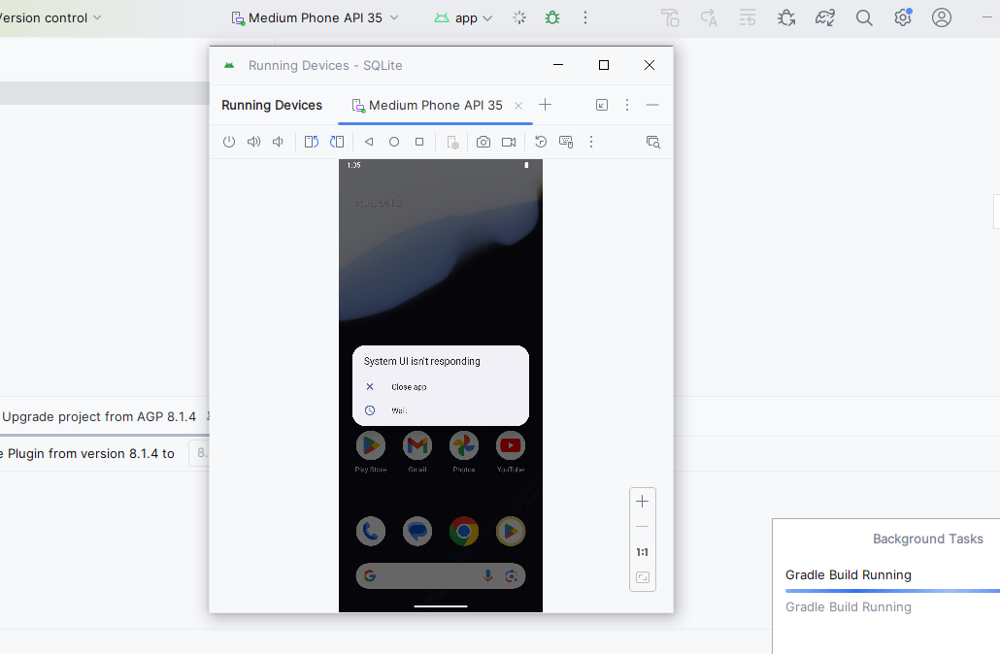 Version control
Medium Phone API 35
app
Running Devices - SQLite
Running Devices
Medium Phone API 35
1:05
System UI isn't responding
Close app
Wait
Play Store
Gmail
Photos
YouTube
Upgrade project from AGP 8.1.4
Plugin from version 8.1.4 to
8.
1:1
Background Tasks
Gradle Build Running
Gradle Build Running